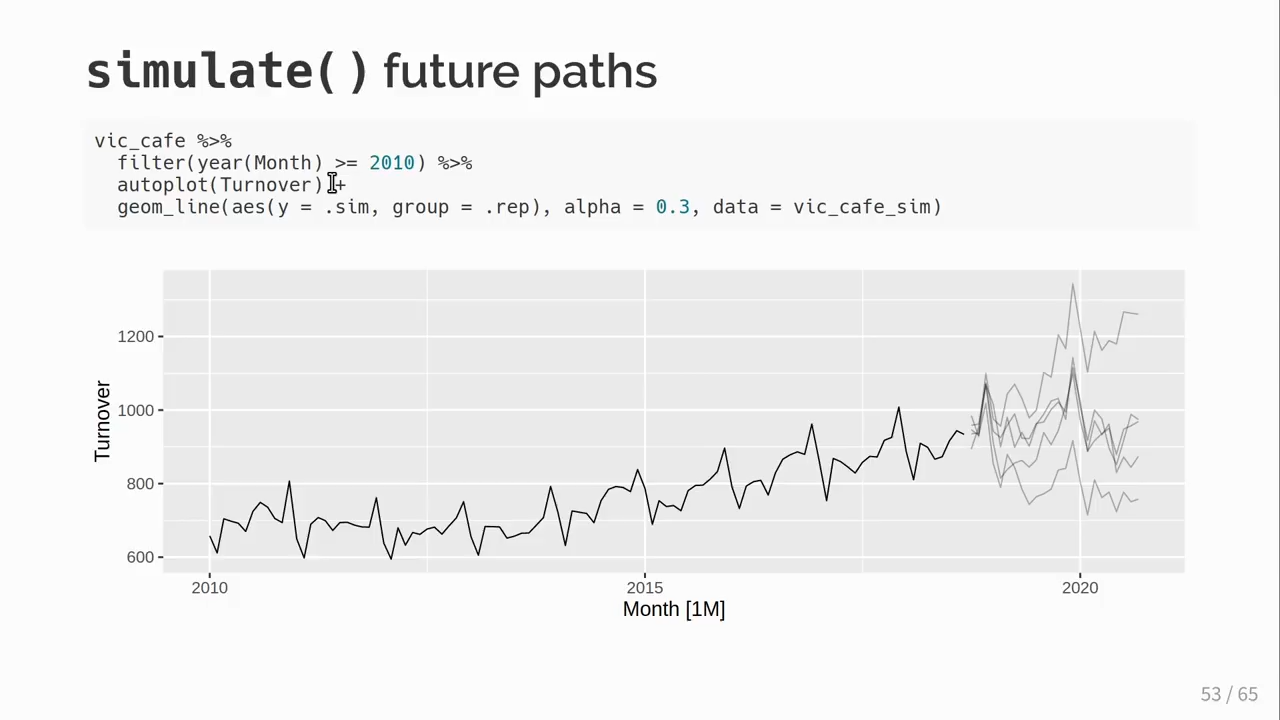 simulate() future paths
vic_cafe %>%
  filter(year(Month) >= 2010) %>%
  autoplot(Turnover) +
  geom_line(aes(y = .sim, group = .rep), alpha = 0.3, data = vic_cafe_sim)
1200
1000
800
600
Turnover
2010 2015 2020
Month [1M]
53 / 65